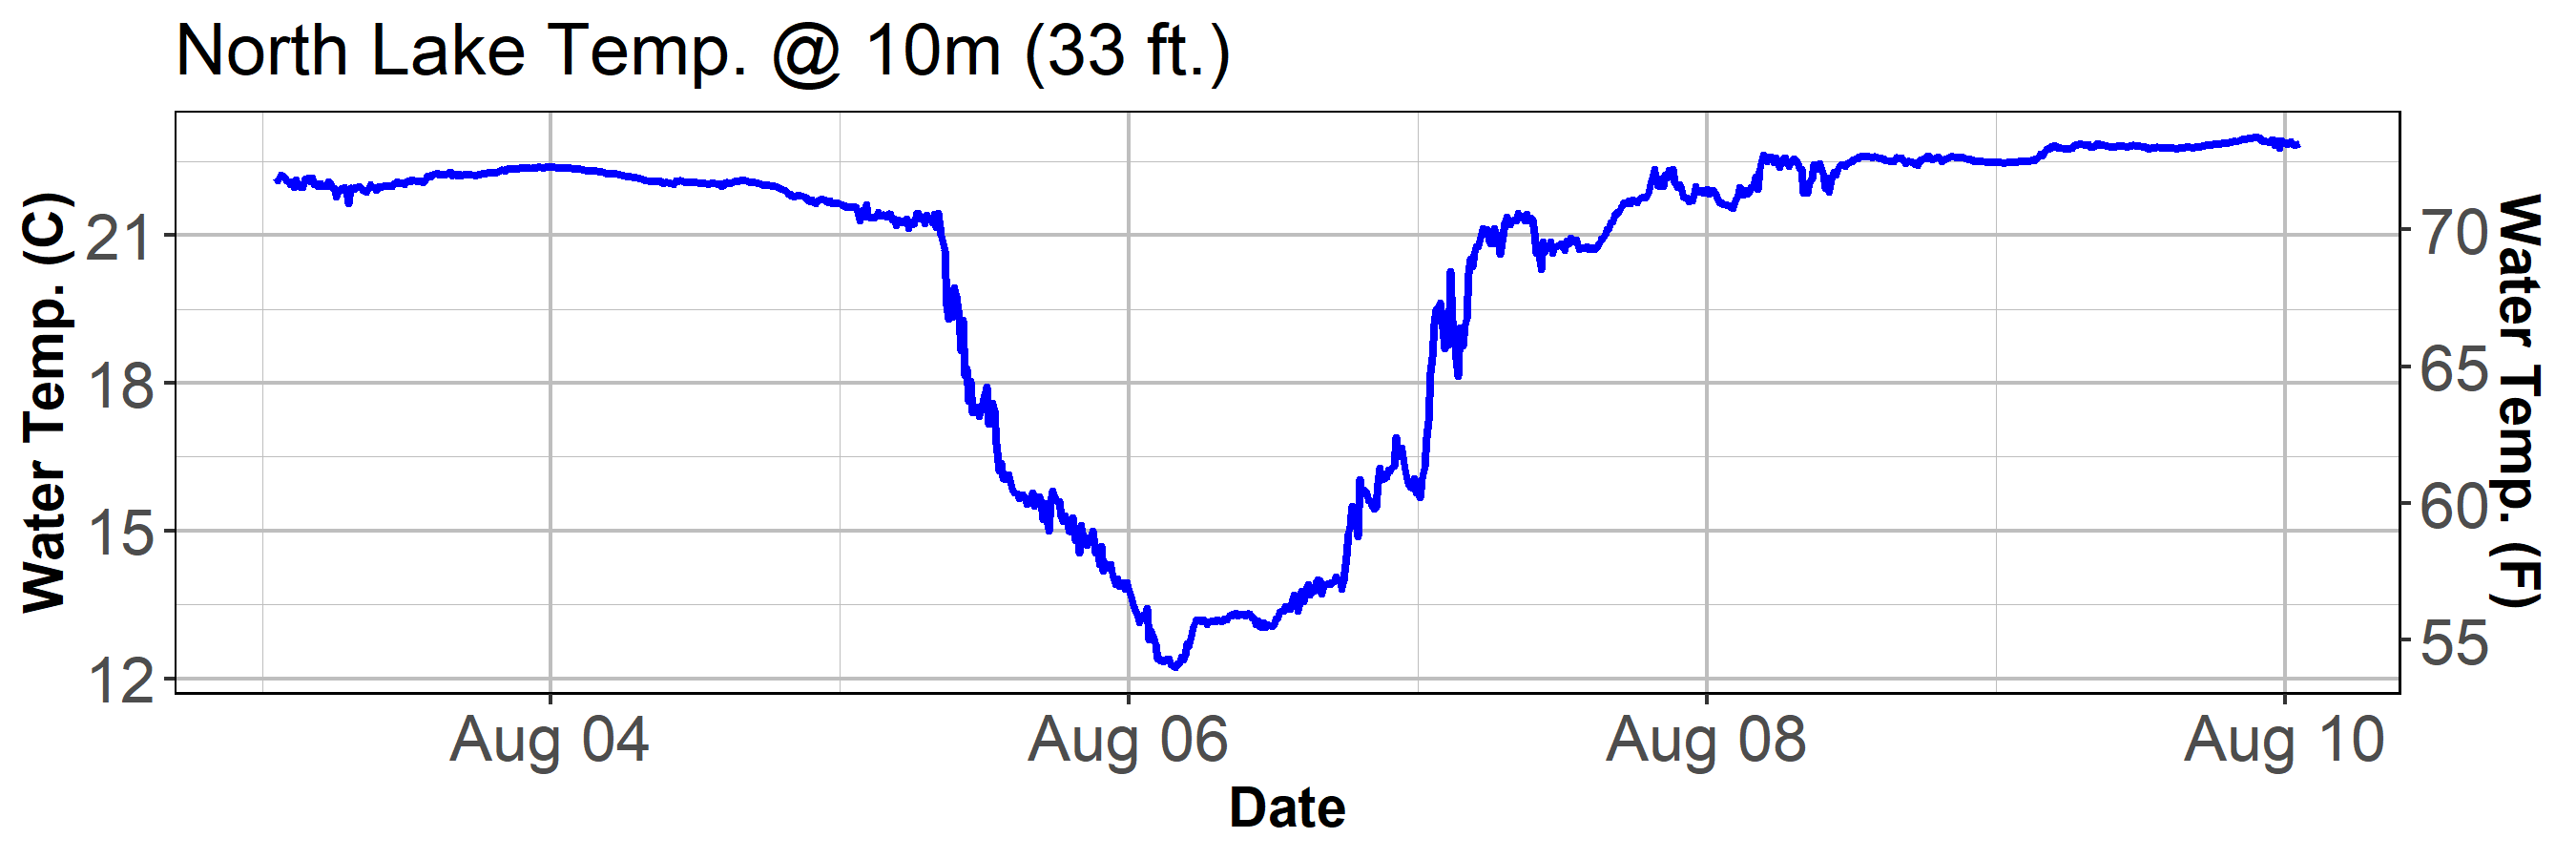 North Lake Temp. @ 10m (33 ft.)
Water Temp. (C)
21
18
15
12
70
65
60
55
Water Temp. (F)
Aug 04
Aug 06
Aug 08
Aug 10
Date